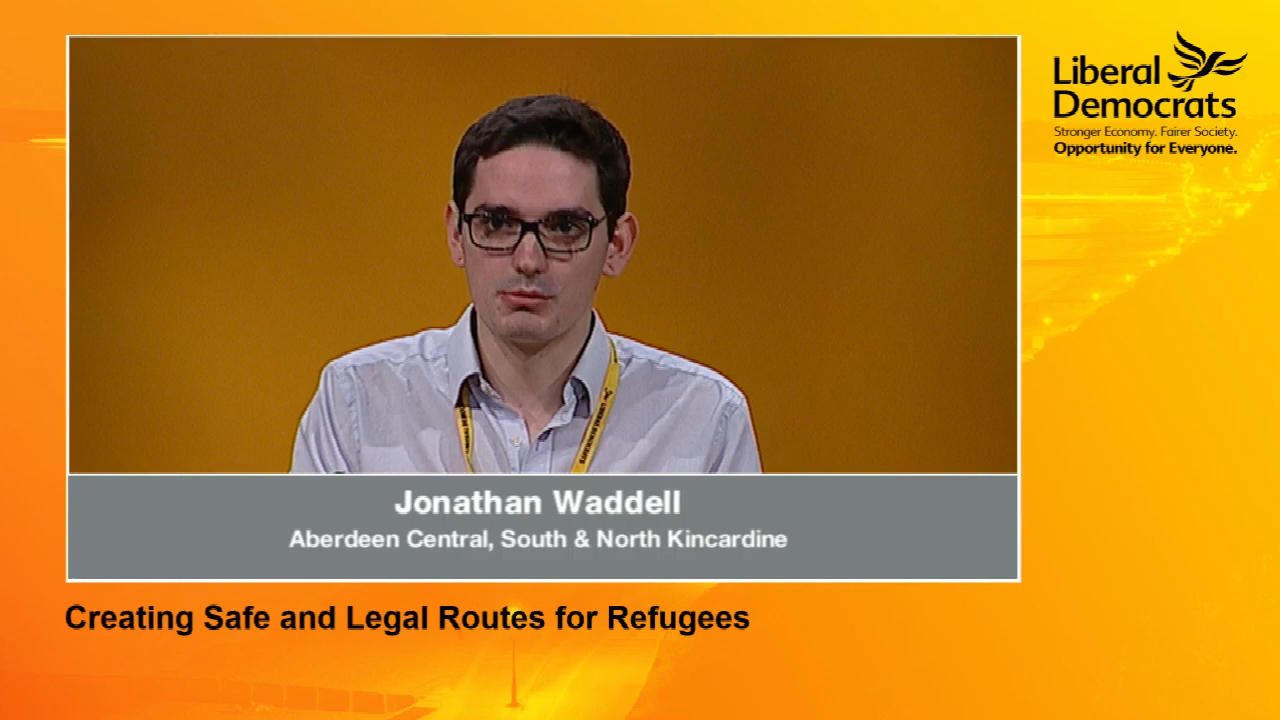 Liberal
Democrats
Stronger Economy. Fairer Society.
Opportunity for Everyone.
Jonathan Waddell
Aberdeen Central, South & North Kincardine
Creating Safe and Legal Routes for Refugees